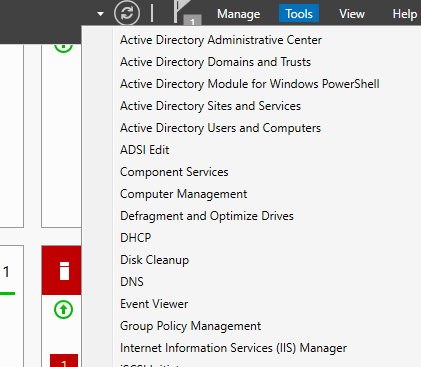 1 Manage Tools View Help
Active Directory Administrative Center
Active Directory Domains and Trusts
Active Directory Module for Windows PowerShell
Active Directory Sites and Services
Active Directory Users and Computers
ADSI Edit
Component Services
Computer Management
Defragment and Optimize Drives
DHCP
1
Disk Cleanup
DNS
Event Viewer
Group Policy Management
Internet Information Services (IIS) Manager
1